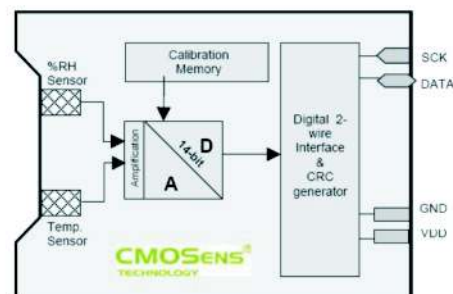 %RH
Sensor
Calibration
Memory
Amplification
14-bit
D
A
Digital 2-
wire
Interface
&
CRC
generator
SCK
DATA
GND
VDD
Temp.
Sensor
CMOSens®
TECHNOLOGY